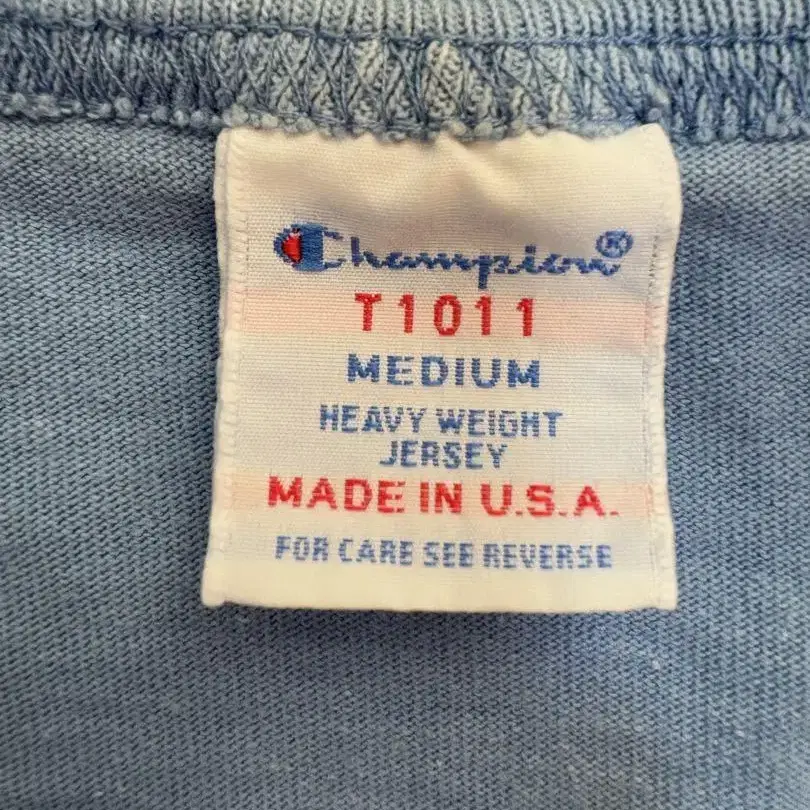 Champion®
T1011
MEDIUM
HEAVY WEIGHT
JERSEY
MADE IN U.S.A.
FOR CARE SEE REVERSE